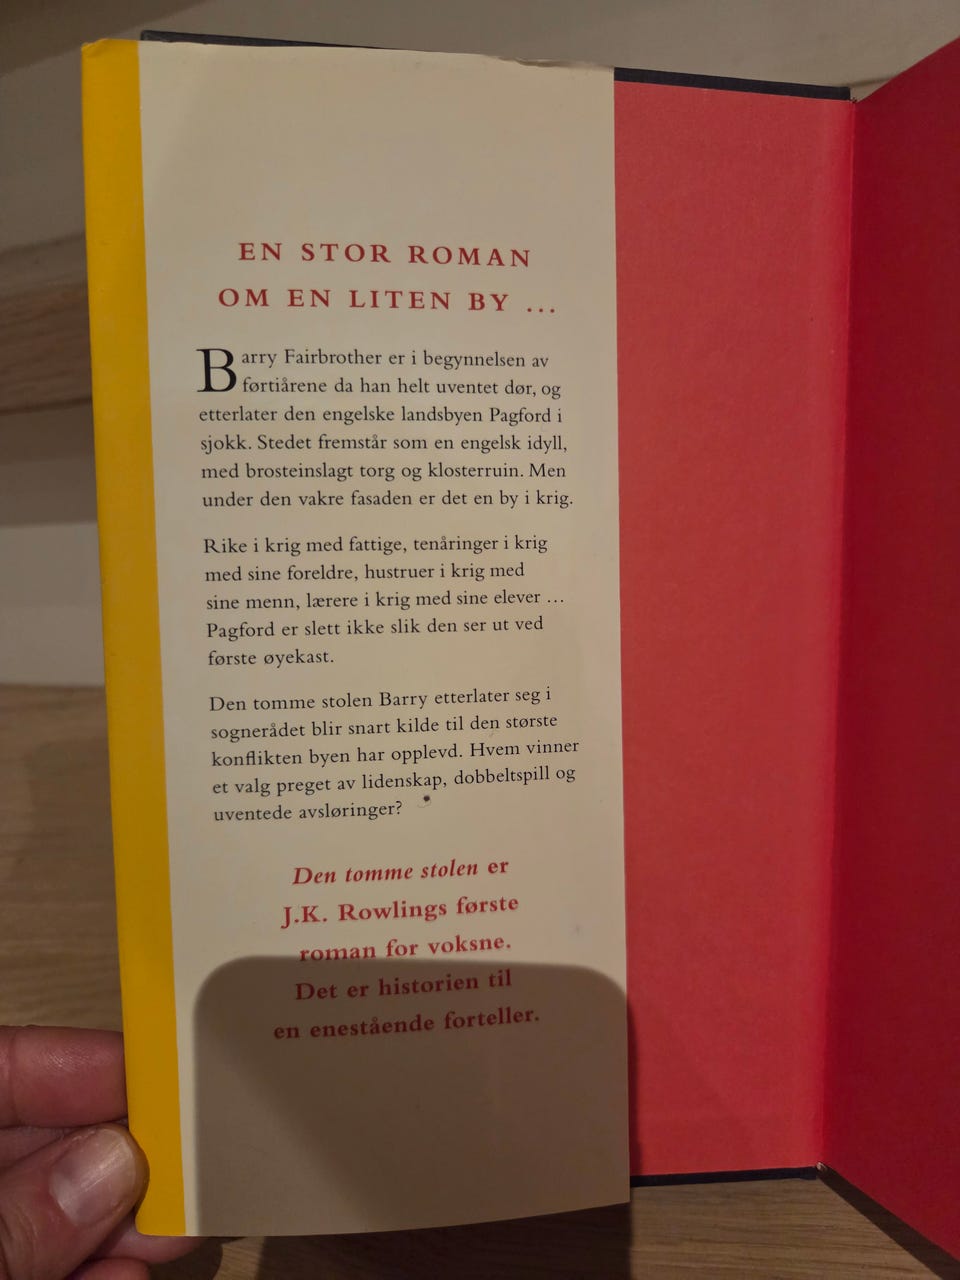 EN STOR ROMAN
OM EN LITEN BY ...
Barry Fairbrother er i begynnelsen av
førtiårene da han helt uventet dør, og
etterlater den engelske landsbyen Pagford i
sjokk. Stedet fremstår som en engelsk idyll,
med brosteinslagt torg og klosterruin. Men
under den vakre fasaden er det en by i krig.
Rike i krig med fattige, tenåringer i krig
med sine foreldre, hustruer i krig med
sine menn, lærere i krig med sine elever ...
Pagford er slett ikke slik den ser ut ved
første øyekast.
Den tomme stolen Barry etterlater seg i
sognerådet blir snart kilde til den største
konflikten byen har opplevd. Hvem vinner
et valg preget av lidenskap, dobbeltspill og
uventede avsløringer?
Den tomme stolen er
J.K. Rowlings første
roman for voksne.
Det er historien til
en enestående forteller.